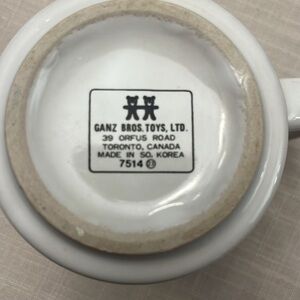 GANZ BROS. TOYS, LTD.
39 ORFUS ROAD
TORONTO, CANADA
MADE IN SO. KOREA
7514